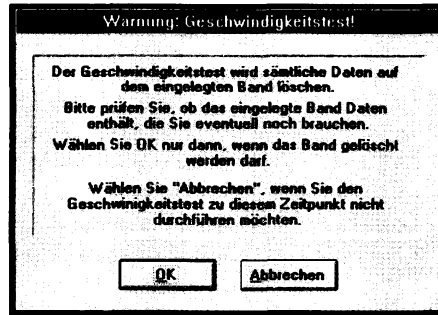 Warnung: Geschwindigkeitstest!
Der Geschwindigkeitstest wird sämtliche Daten auf
dem eingelegten Band löschen.
Bitte prüfen Sie, ob das eingelegte Band Daten
enthält, die Sie eventuell noch brauchen.
Wählen Sie OK nur dann, wenn das Band gelöscht
werden darf.
Wählen Sie "Abbrechen", wenn Sie den
Geschwinigkeitstest zu diesem Zeitpunkt nicht
durchführen möchten.
OK
Abbrechen